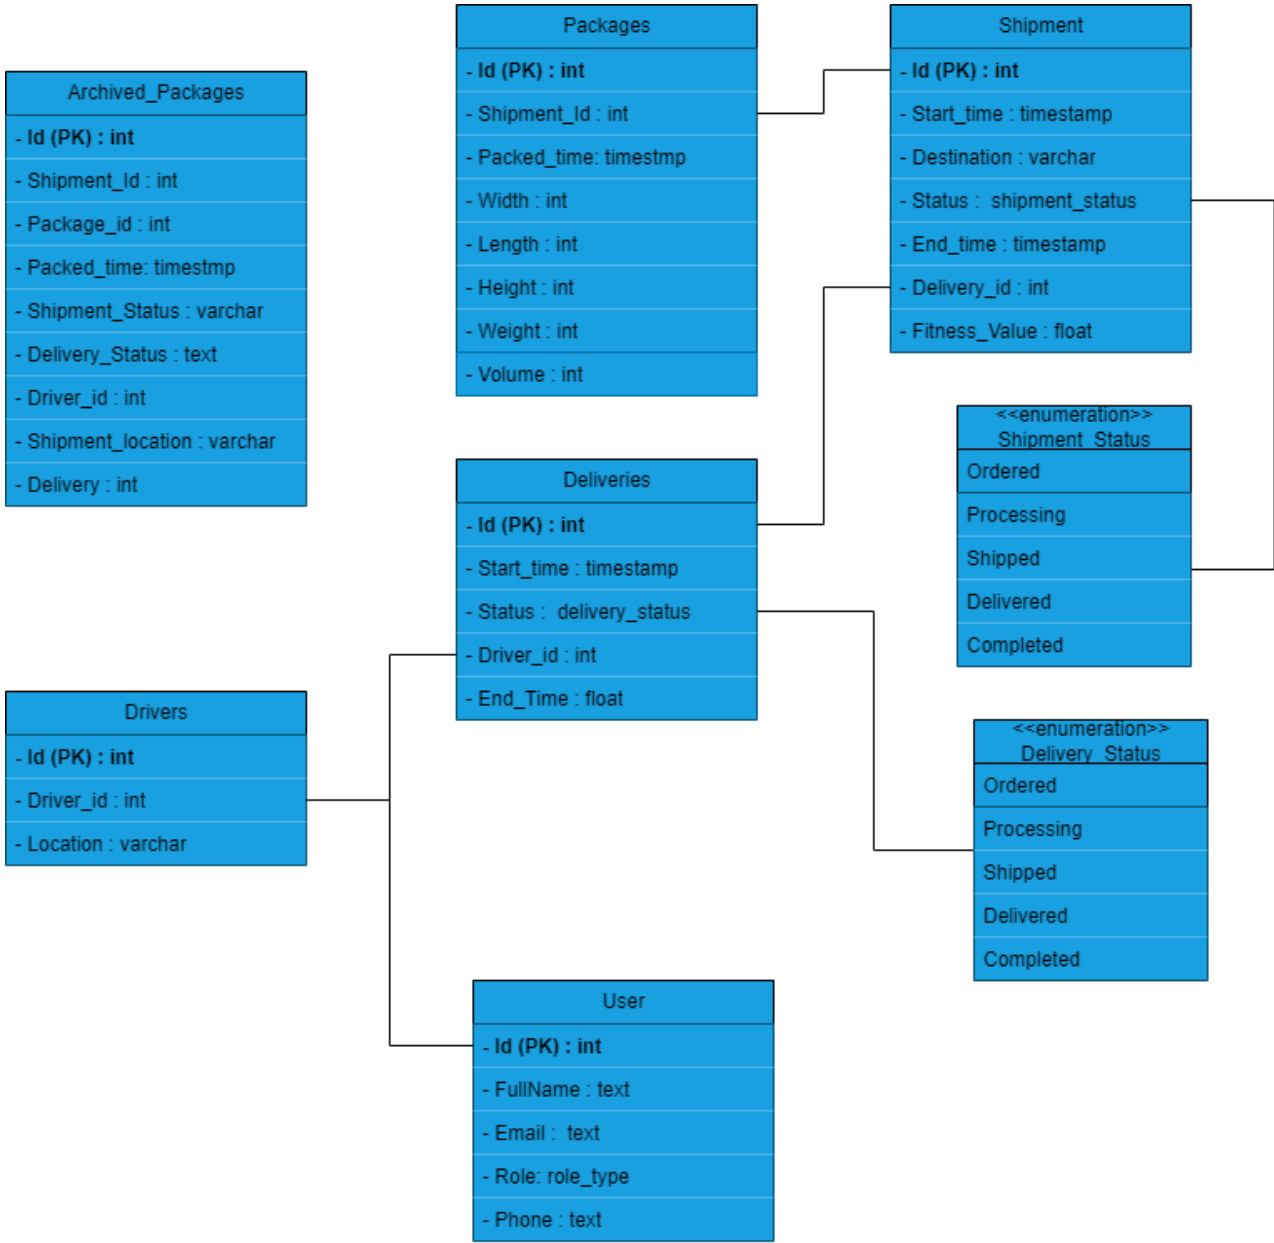 Archived_Packages
- Id (PK) : int
- Shipment_Id : int
- Package_id : int
- Packed_time: timestmp
- Shipment_Status : varchar
- Delivery_Status : text
- Driver_id : int
- Shipment_location : varchar
- Delivery : int
Packages
- Id (PK) : int
- Shipment_Id : int
- Packed_time: timestmp
- Width : int
- Length : int
- Height : int
- Weight : int
- Volume : int
Shipment
- Id (PK) : int
- Start_time : timestamp
- Destination : varchar
- Status : shipment_status
- End_time : timestamp
- Delivery_id : int
- Fitness_Value : float
<<enumeration>>
Shipment_Status
Ordered
Processing
Shipped
Delivered
Completed
Deliveries
- Id (PK) : int
- Start_time : timestamp
- Status : delivery_status
- Driver_id : int
- End_Time : float
Drivers
- Id (PK) : int
- Driver_id : int
- Location : varchar
<<enumeration>>
Delivery_Status
Ordered
Processing
Shipped
Delivered
Completed
User
- Id (PK) : int
- FullName : text
- Email : text
- Role: role_type
- Phone : text